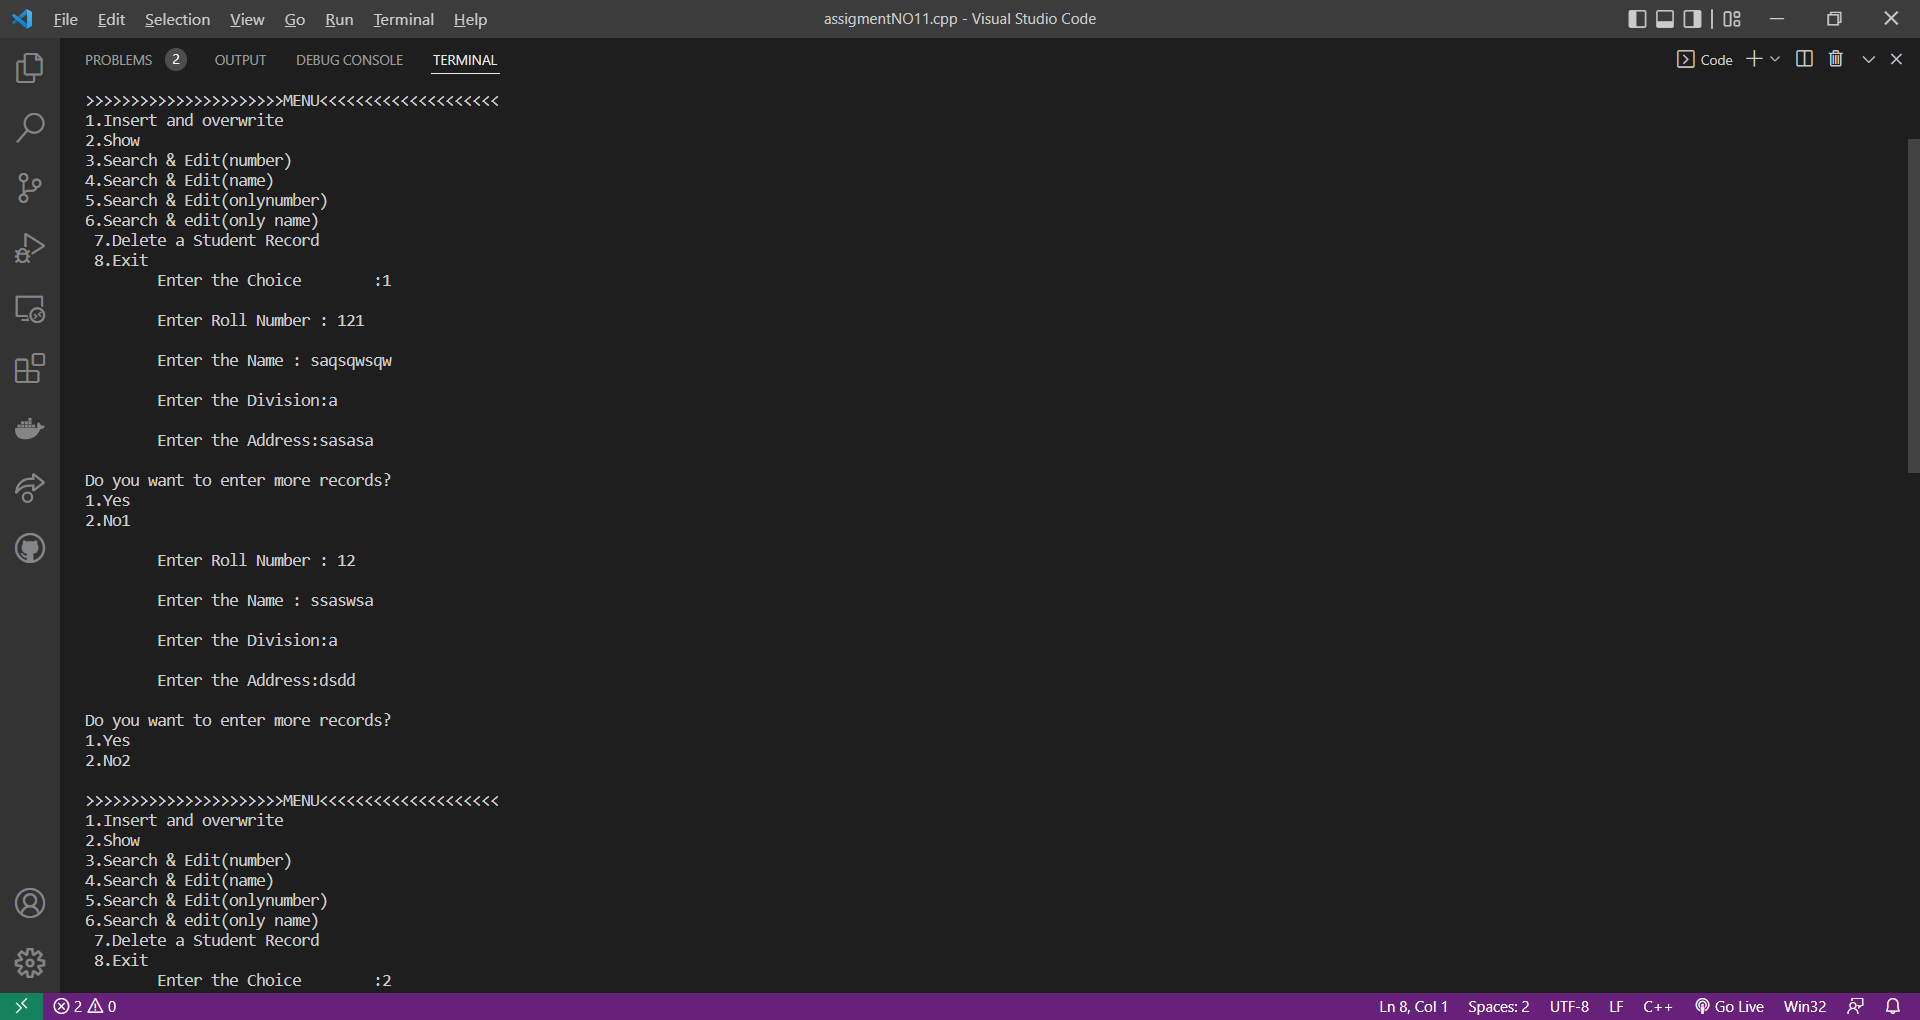 File Edit Selection View Go Run Terminal Help assigmentNO11.cpp - Visual Studio Code
PROBLEMS 2 OUTPUT DEBUG CONSOLE TERMINAL Code
>>>>>>>>>>>>>>>>>>>>>>MENU<<<<<<<<<<<<<<<<<<<<
1.Insert and overwrite
2.Show
3.Search & Edit(number)
4.Search & Edit(name)
5.Search & Edit(onlynumber)
6.Search & edit(only name)
 7.Delete a Student Record
 8.Exit
        Enter the Choice        :1
        Enter Roll Number : 121
        Enter the Name : saqsqwsqw
        Enter the Division:a
        Enter the Address:sasasa
Do you want to enter more records?
1.Yes
2.No1
        Enter Roll Number : 12
        Enter the Name : ssaswsa
        Enter the Division:a
        Enter the Address:dsdd
Do you want to enter more records?
1.Yes
2.No2
>>>>>>>>>>>>>>>>>>>>>>MENU<<<<<<<<<<<<<<<<<<<<
1.Insert and overwrite
2.Show
3.Search & Edit(number)
4.Search & Edit(name)
5.Search & Edit(onlynumber)
6.Search & edit(only name)
 7.Delete a Student Record
 8.Exit
        Enter the Choice        :2
2 0 Ln 8, Col 1 Spaces: 2 UTF-8 LF C++ Go Live Win32